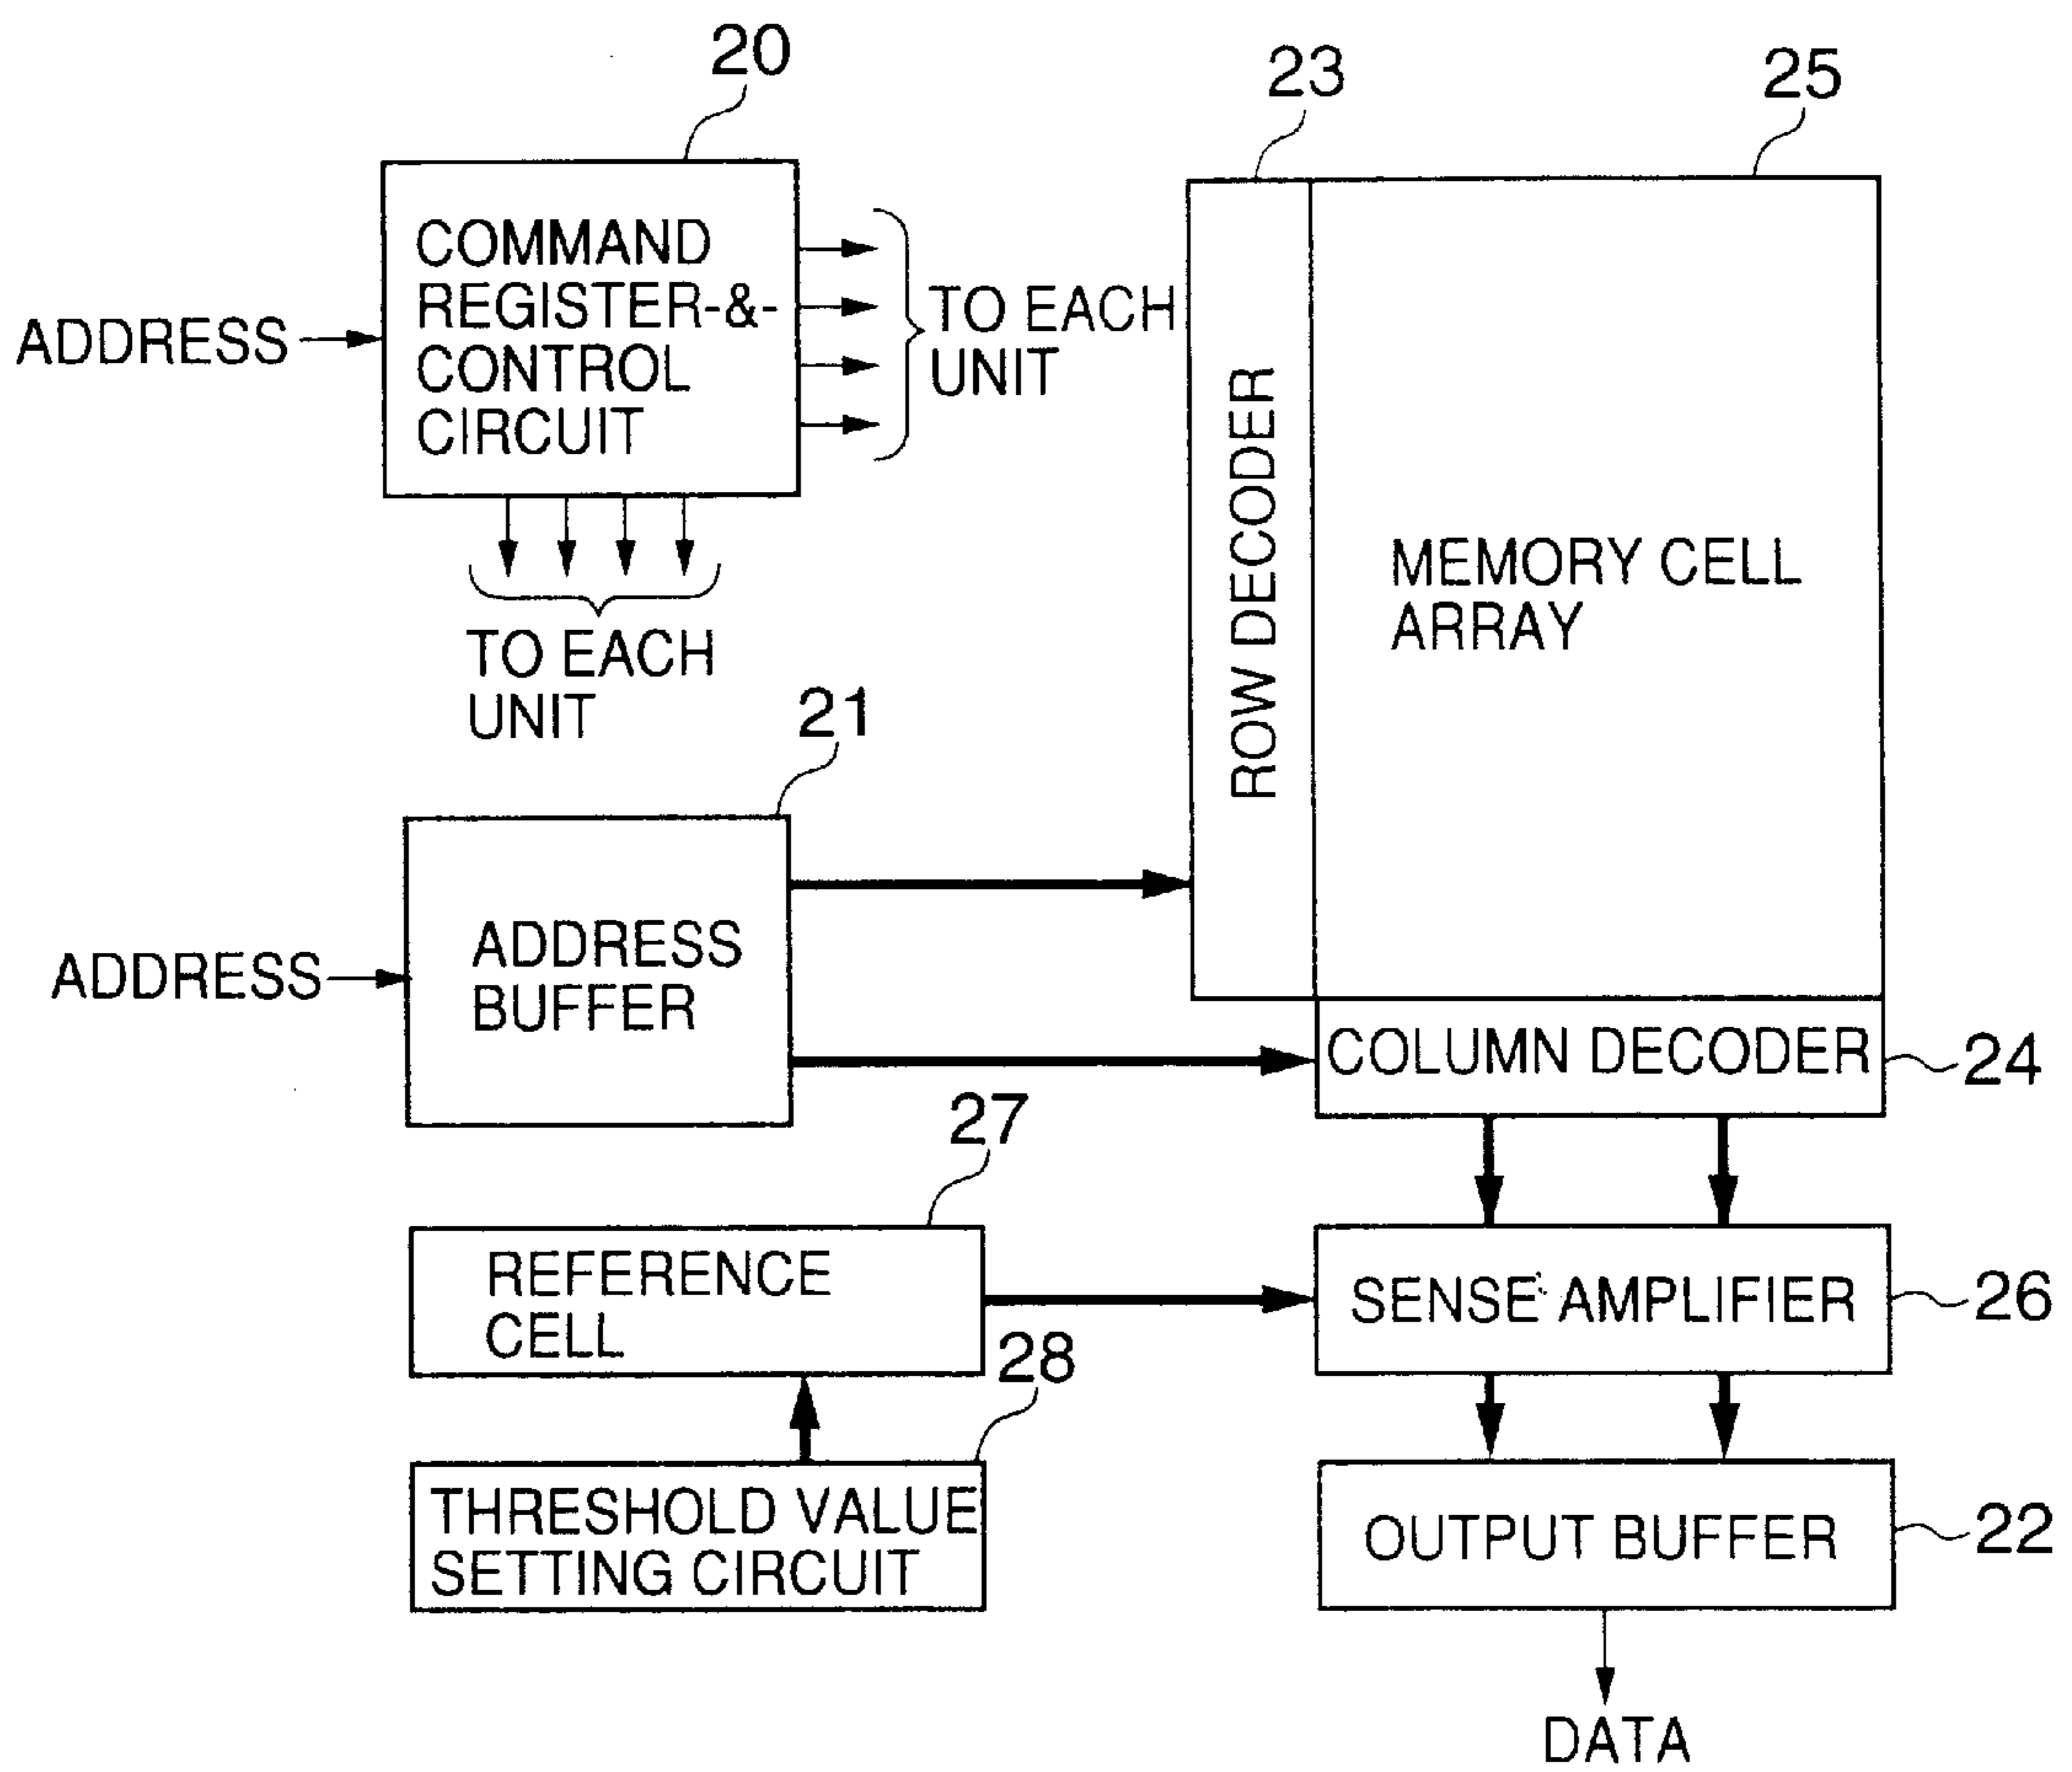 20
23
25
COMMAND
REGISTER-&-
CONTROL
CIRCUIT
ADDRESS
TO EACH
UNIT
TO EACH
UNIT
ROW DECODER
MEMORY CELL
ARRAY
21
ADDRESS
ADDRESS
BUFFER
COLUMN DECODER
24
27
REFERENCE
CELL
SENSE AMPLIFIER
26
28
THRESHOLD VALUE
SETTING CIRCUIT
OUTPUT BUFFER
22
DATA